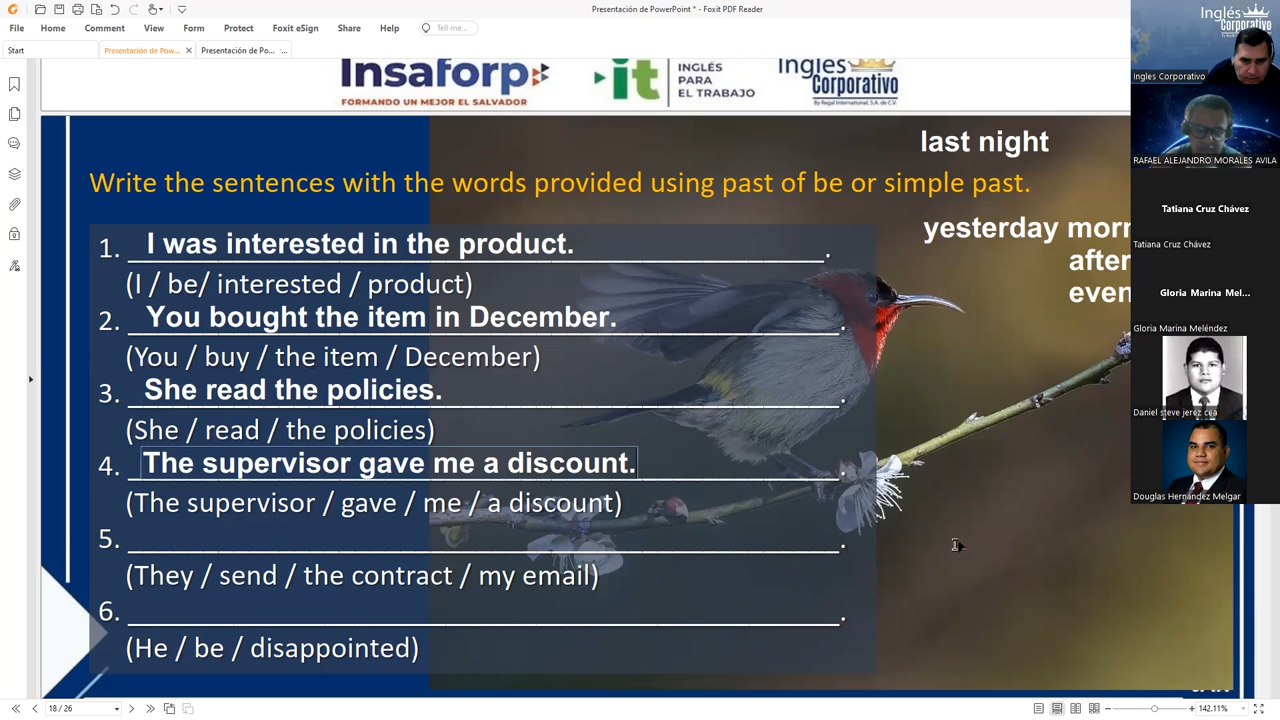 Presentación de PowerPoint * - Foxit PDF Reader
File Home Comment View Form Protect Foxit eSign Share Help Tell me...
Start Presentación de Pow... Presentación de Po...
Insaforp
FORMANDO UN MEJOR EL SALVADOR
it
INGLÉS
PARA
EL TRABAJO
Inglés
Corporativo
By Regal International, S.A. de C.V.
last night
Write the sentences with the words provided using past of be or simple past.
yesterday morn
after
even
1. I was interested in the product.
(I / be/ interested / product)
2. You bought the item in December.
(You / buy / the item / December)
3. She read the policies.
(She / read / the policies)
4. The supervisor gave me a discount.
(The supervisor / gave / me / a discount)
5.
(They / send / the contract / my email)
6.
(He / be / disappointed)
Inglés
Corporativo
Ingles Corporativo
RAFAEL ALEJANDRO MORALES AVILA
Tatiana Cruz Chávez
Tatiana Cruz Chávez
Gloria Marina Mel...
Gloria Marina Meléndez
Daniel steve jerez cea
Douglas Hernández Melgar
18 / 26
142.11%